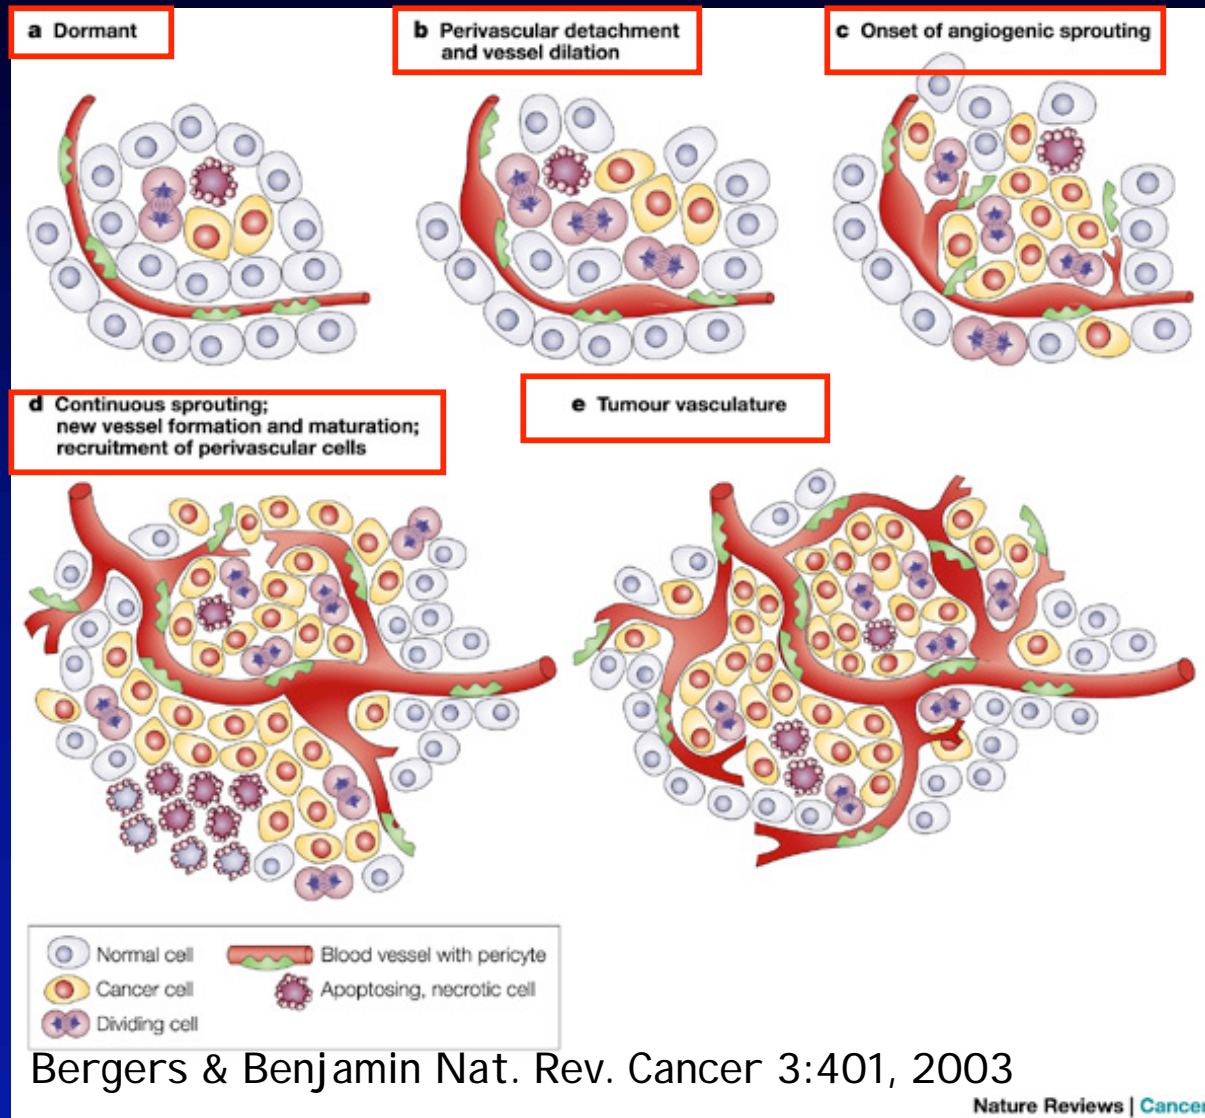 a Dormant
b Perivascular detachment
and vessel dilation
c Onset of angiogenic sprouting
d Continuous sprouting;
new vessel formation and maturation;
recruitment of perivascular cells
e Tumour vasculature
Normal cell
Cancer cell
Dividing cell
Blood vessel with pericyte
Apoptosing, necrotic cell
Bergers & Benjamin Nat. Rev. Cancer 3:401, 2003
Nature Reviews | Cancer